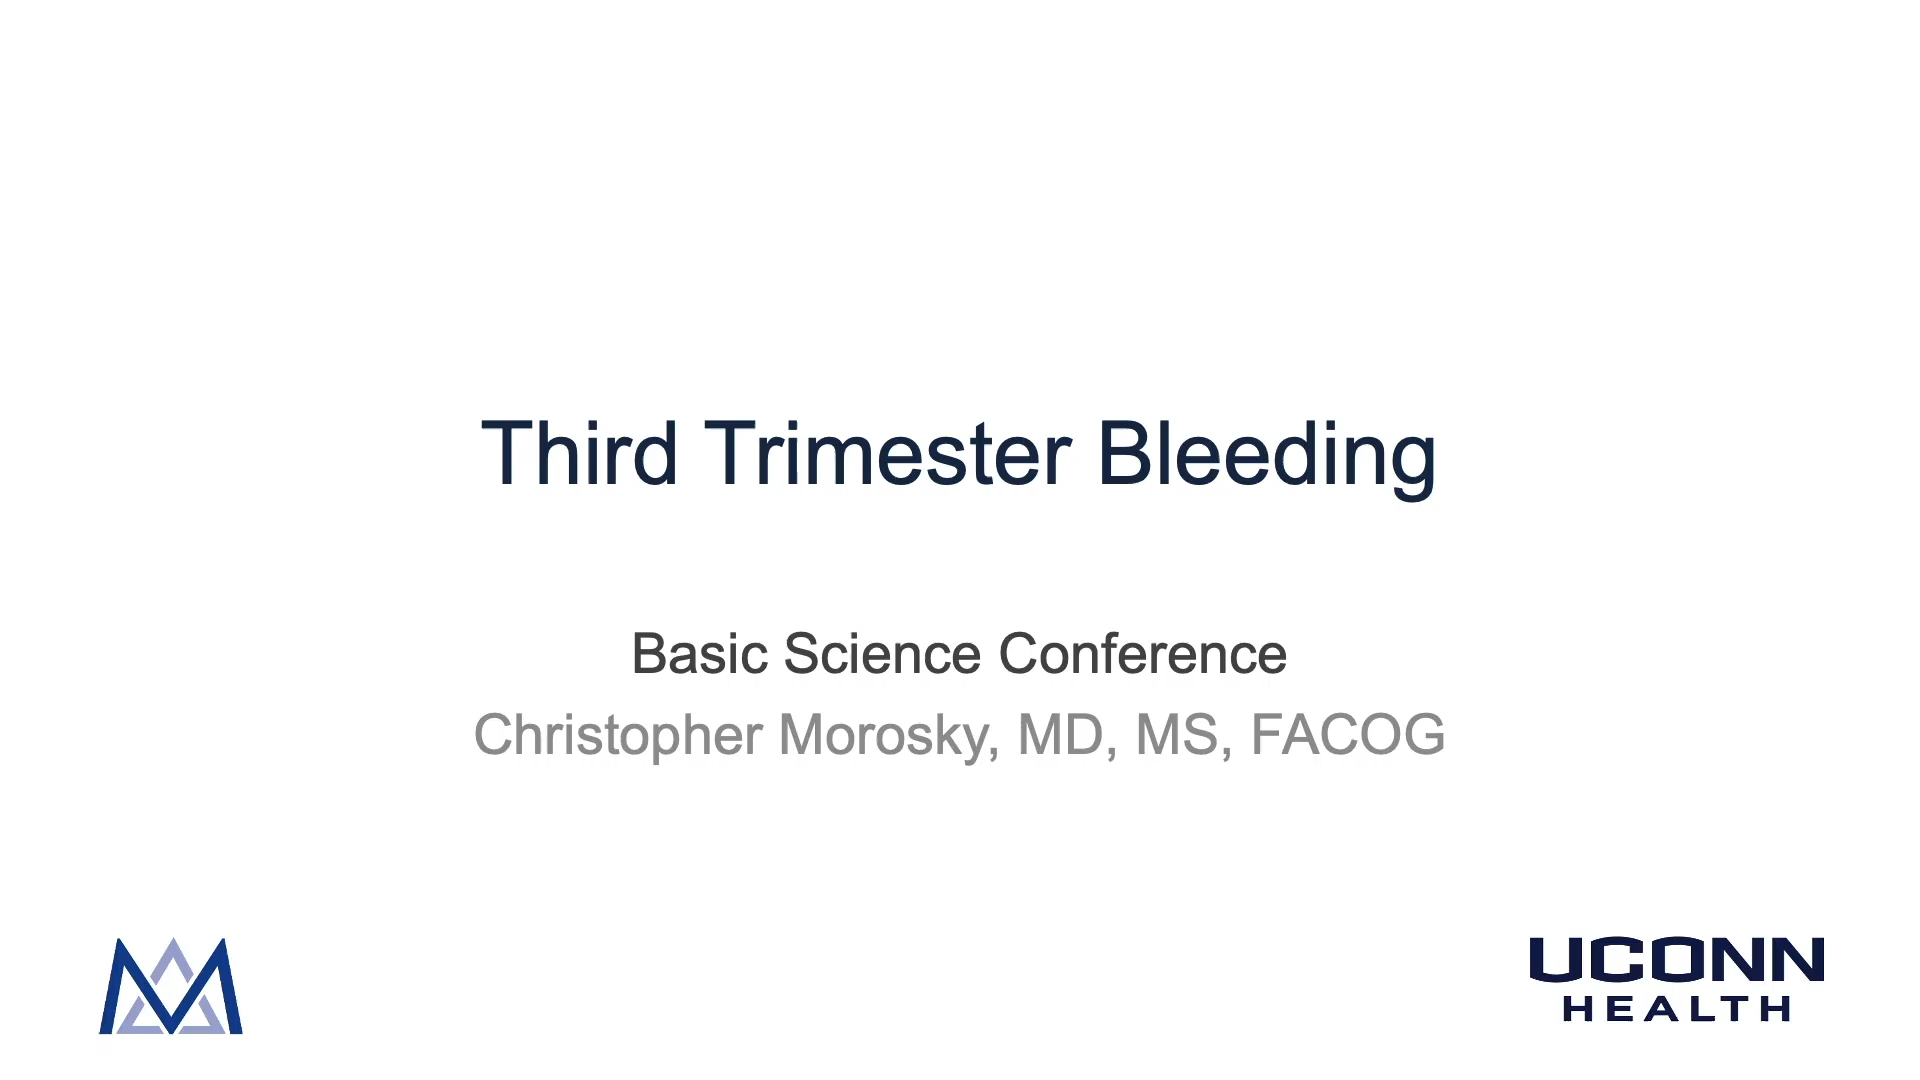 Third Trimester Bleeding
Basic Science Conference
Christopher Morosky, MD, MS, FACOG
UCONN
HEALTH